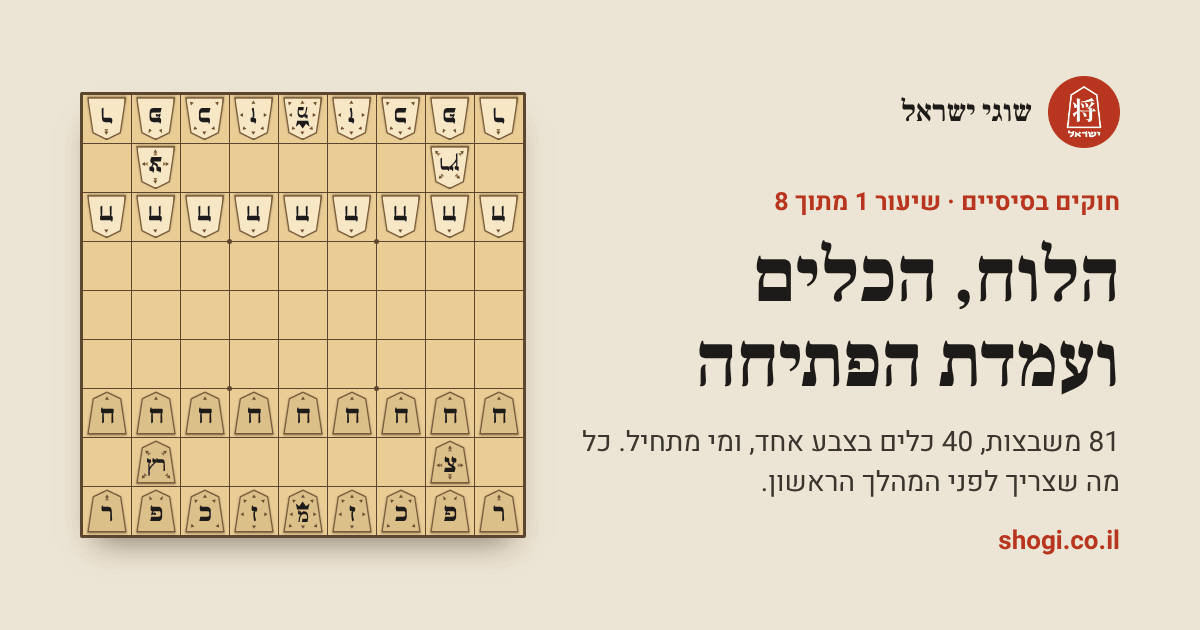 将
ישראל
שוגי ישראל
חוקים בסיסיים · שיעור 1 מתוך 8
הלוח, הכלים
ועמדת הפתיחה
81 משבצות, 40 כלים בצבע אחד, ומי מתחיל. כל
מה שצריך לפני המהלך הראשון.
shogi.co.il
ר פ כ ז מ ז כ פ ר
צ ץ
ח ח ח ח ח ח ח ח ח
ח ח ח ח ח ח ח ח ח
צ ץ
ר פ כ ז מ ז כ פ ר